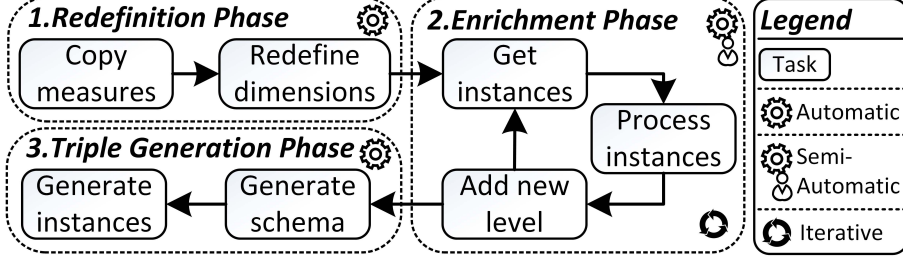 1.Redefinition Phase
Copy
measures
Redefine
dimensions
2.Enrichment Phase
Get
instances
Process
instances
Add new
level
3.Triple Generation Phase
Generate
schema
Generate
instances
Legend
Task
Automatic
Semi-
Automatic
Iterative